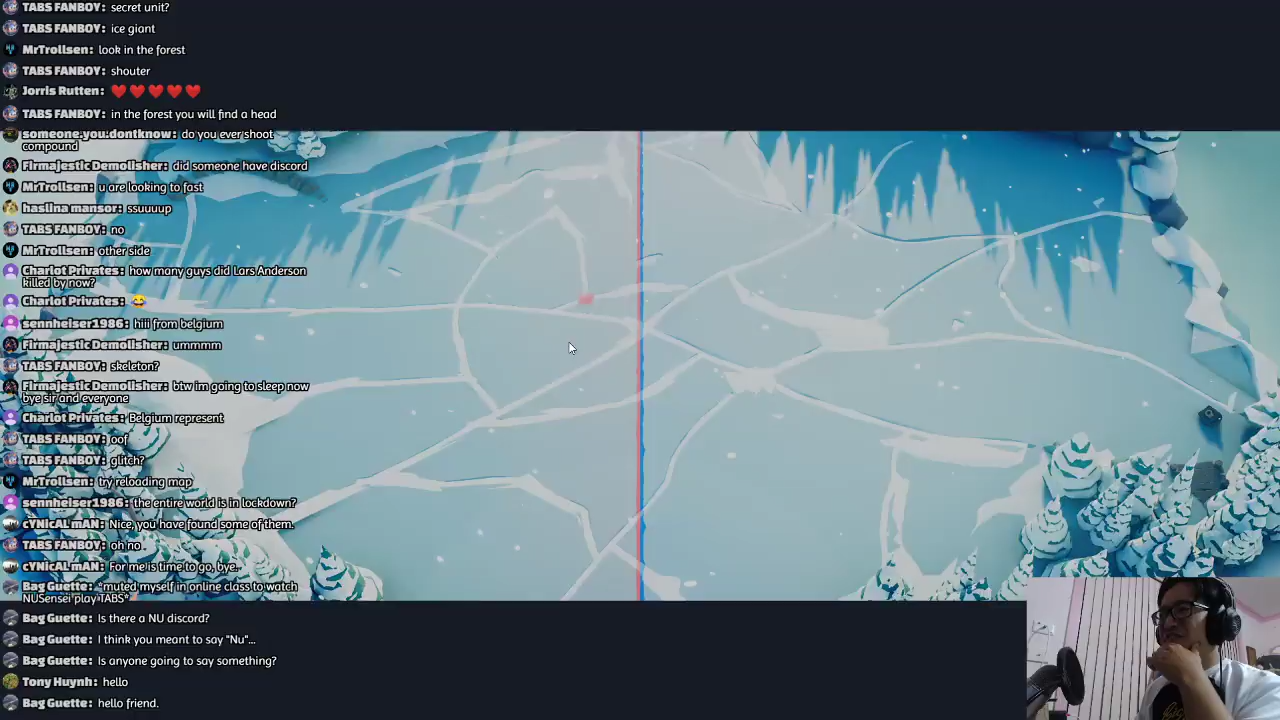 TABS FANBOY: secret unit?
TABS FANBOY: ice giant
MrTrollsen: look in the forest
TABS FANBOY: shouter
Jorris Rutten: ❤️❤️❤️❤️❤️
TABS FANBOY: in the forest you will find a head
someone.you.dontknow: do you ever shoot
compound
Firmajestic Demolisher: did someone have discord
MrTrollsen: u are looking to fast
haslina mansor: ssuuuup
TABS FANBOY: no
MrTrollsen: other side
Charlot Privates: how many guys did Lars Anderson
killed by now?
Charlot Privates: 😂
sennheiser1986: hiii from belgium
Firmajestic Demolisher: ummmm
TABS FANBOY: skeleton?
Firmajestic Demolisher: btw im going to sleep now
bye sir and everyone
Charlot Privates: Belgium represent
TABS FANBOY: oof
TABS FANBOY: glitch?
MrTrollsen: try reloading map
sennheiser1986: the entire world is in lockdown?
cYNiCAL mAN: Nice, you have found some of them.
TABS FANBOY: oh no
cYNiCAL mAN: For me is time to go, bye.
Bag Guette: *muted myself in online class to watch
NUSensei play TABS*
Bag Guette: Is there a NU discord?
Bag Guette: I think you meant to say "Nu"...
Bag Guette: Is anyone going to say something?
Tony Huynh: hello
Bag Guette: hello friend.